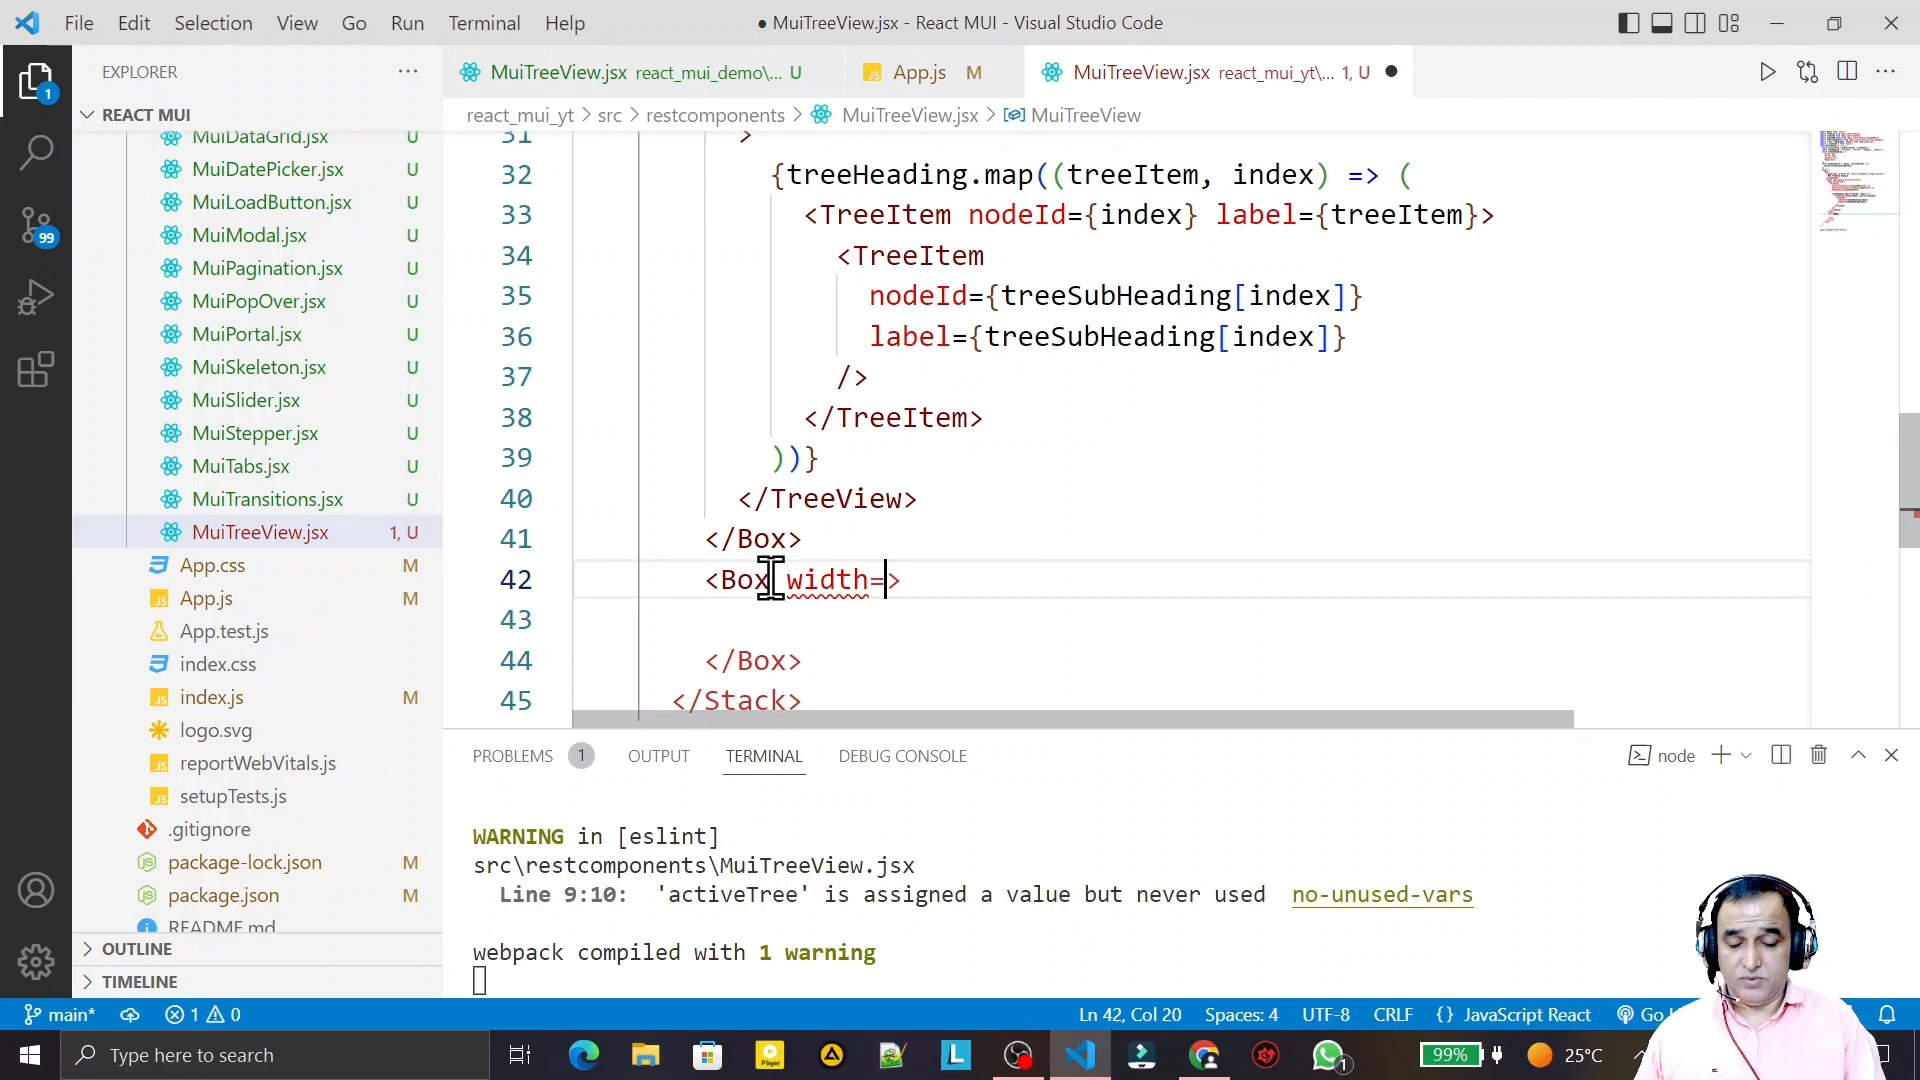 File Edit Selection View Go Run Terminal Help
● MuiTreeView.jsx - React MUI - Visual Studio Code
EXPLORER
MuiTreeView.jsx react_mui_demo\... U
App.js M
MuiTreeView.jsx react_mui_yt\... 1, U
REACT MUI
react_mui_yt > src > restcomponents > MuiTreeView.jsx > MuiTreeView
MuiDataGrid.jsx U
MuiDatePicker.jsx U
MuiLoadButton.jsx U
MuiModal.jsx U
MuiPagination.jsx U
MuiPopOver.jsx U
MuiPortal.jsx U
MuiSkeleton.jsx U
MuiSlider.jsx U
MuiStepper.jsx U
MuiTabs.jsx U
MuiTransitions.jsx U
MuiTreeView.jsx 1, U
App.css M
App.js M
App.test.js
index.css
index.js M
logo.svg
reportWebVitals.js
setupTests.js
.gitignore
package-lock.json M
package.json M
README.md
OUTLINE
TIMELINE
1
99
31 >
32 {treeHeading.map((treeItem, index) => (
33 <TreeItem nodeId={index} label={treeItem}>
34 <TreeItem
35 nodeId={treeSubHeading[index]}
36 label={treeSubHeading[index]}
37 />
38 </TreeItem>
39 ))}
40 </TreeView>
41 </Box>
42 <Box width=>
43
44 </Box>
45 </Stack>
PROBLEMS 1 OUTPUT TERMINAL DEBUG CONSOLE
node
WARNING in [eslint]
src\restcomponents\MuiTreeView.jsx
Line 9:10: 'activeTree' is assigned a value but never used no-unused-vars
webpack compiled with 1 warning
main* 1 0
Ln 42, Col 20 Spaces: 4 UTF-8 CRLF {} JavaScript React Go
Type here to search
Player
L
1
99%
25°C